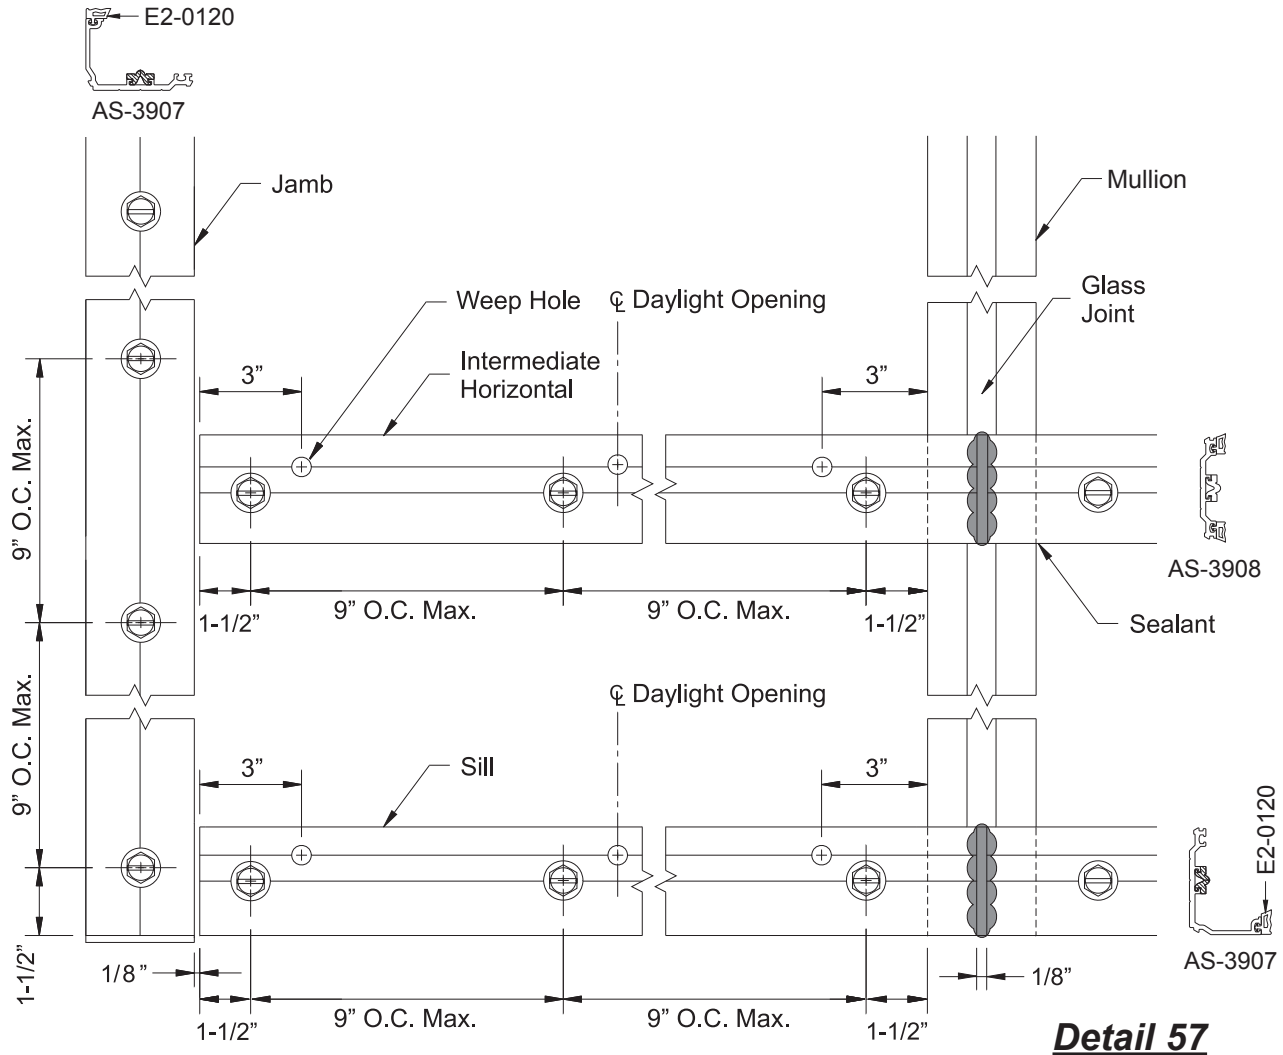 E2-0120
AS-3907
Jamb
Mullion
Weep Hole
℄ Daylight Opening
Glass
Joint
Intermediate
Horizontal
3”
3”
9” O.C. Max.
AS-3908
9” O.C. Max.
9” O.C. Max.
1-1/2”
1-1/2”
Sealant
9” O.C. Max.
℄ Daylight Opening
3”
Sill
3”
E2-0120
1-1/2”
1/8”
1/8”
AS-3907
9” O.C. Max.
9” O.C. Max.
1-1/2”
1-1/2”
Detail 57